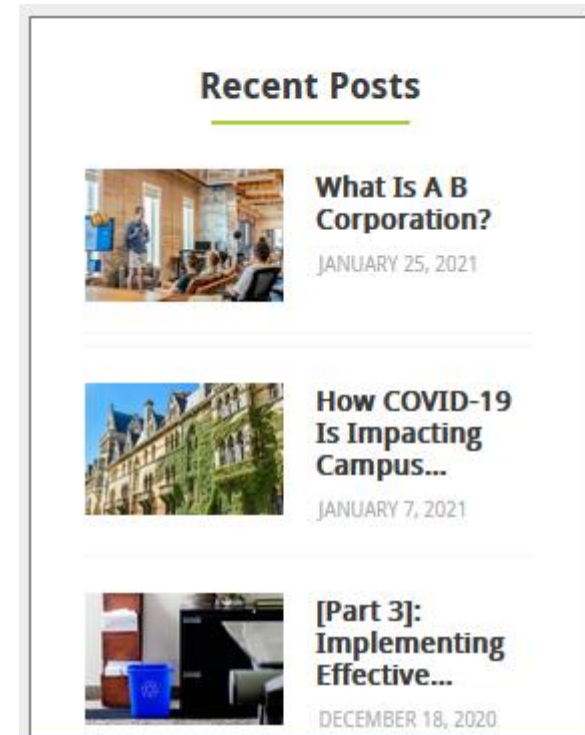 Recent Posts
What Is A B
Corporation?
JANUARY 25, 2021
How COVID-19
Is Impacting
Campus...
JANUARY 7, 2021
[Part 3]:
Implementing
Effective...
DECEMBER 18, 2020